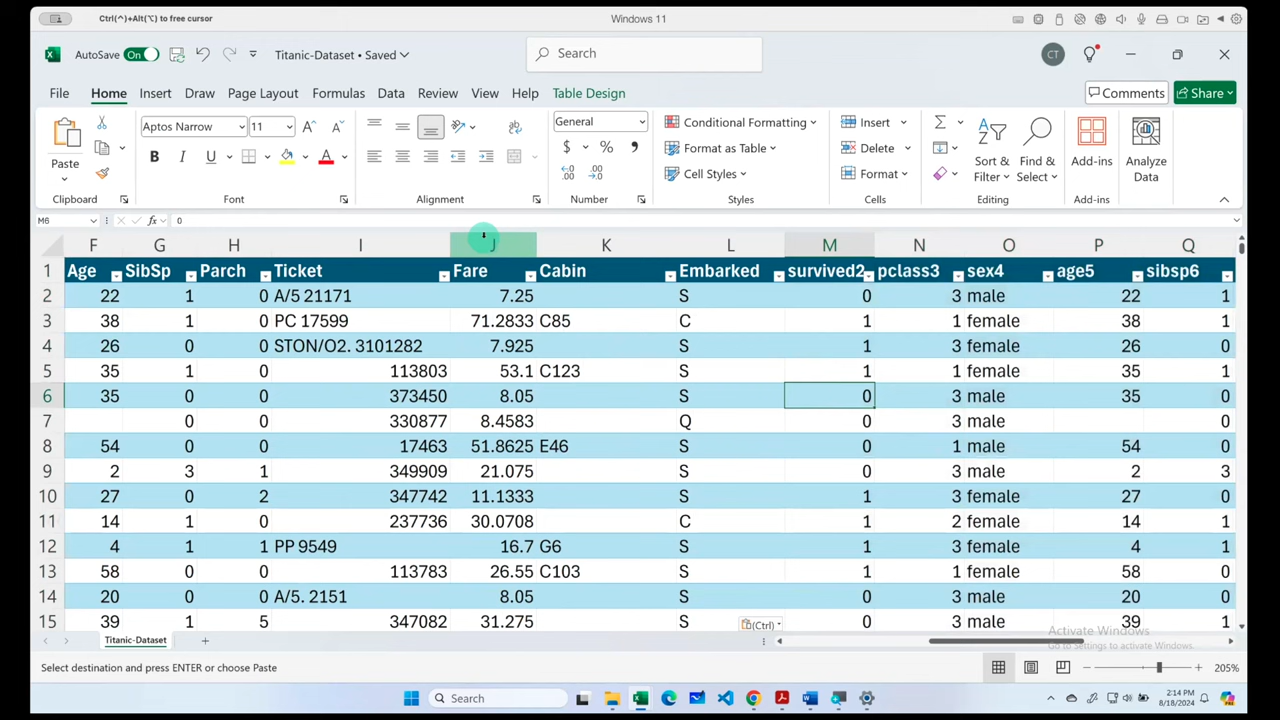 Ctrl(^)+Alt(⌥) to free cursor
Windows 11
AutoSave On
Titanic-Dataset • Saved
Search
CT
File Home Insert Draw Page Layout Formulas Data Review View Help Table Design
Comments
Share
Paste
Aptos Narrow
11
B I U
General
$ % ,
Conditional Formatting
Format as Table
Cell Styles
Insert
Delete
Format
Sort & Filter
Find & Select
Add-ins
Analyze Data
Clipboard Font Alignment Number Styles Cells Editing Add-ins
M6
fx 0
F G H I J K L M N O P Q
1 Age SibSp Parch Ticket Fare Cabin Embarked survived2 pclass3 sex4 age5 sibsp6
2 22 1 0 A/5 21171 7.25 S 0 3 male 22 1
3 38 1 0 PC 17599 71.2833 C85 C 1 1 female 38 1
4 26 0 0 STON/O2. 3101282 7.925 S 1 3 female 26 0
5 35 1 0 113803 53.1 C123 S 1 1 female 35 1
6 35 0 0 373450 8.05 S 0 3 male 35 0
7 0 0 330877 8.4583 Q 0 3 male 0
8 54 0 0 17463 51.8625 E46 S 0 1 male 54 0
9 2 3 1 349909 21.075 S 0 3 male 2 3
10 27 0 2 347742 11.1333 S 1 3 female 27 0
11 14 1 0 237736 30.0708 C 1 2 female 14 1
12 4 1 1 PP 9549 16.7 G6 S 1 3 female 4 1
13 58 0 0 113783 26.55 C103 S 1 1 female 58 0
14 20 0 0 A/5. 2151 8.05 S 0 3 male 20 0
15 39 1 5 347082 31.275 S 0 3 male 39 1
(Ctrl)
Activate Windows
Go to Settings to activate Windows.
Titanic-Dataset
Select destination and press ENTER or choose Paste
205%
Search
2:14 PM
8/18/2024